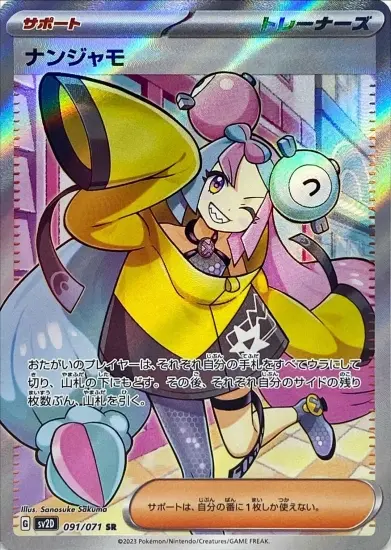 サポート
トレーナーズ
ナンジャモ
おたがいのプレイヤーは、それぞれ自分の手札をすべてウラにして
切り、山札の下にもどす。その後、それぞれ自分のサイドの残り
枚数ぶん、山札を引く。
Illus. Sanosuke Sakuma
G sv2D 091/071 SR
サポートは、自分の番に1枚しか使えない。
©2023 Pokémon/Nintendo/Creatures/GAME FREAK.